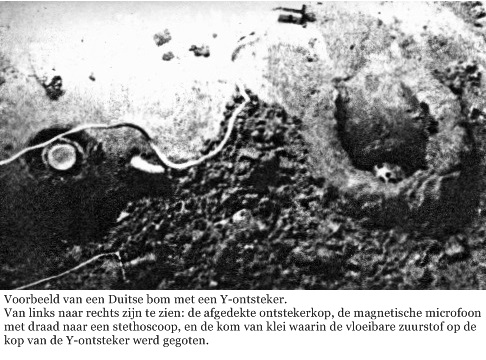 Voorbeeld van een Duitse bom met een Y-ontsteker.
Van links naar rechts zijn te zien: de afgedekte ontstekerkop, de magnetische microfoon
met draad naar een stethoscoop, en de kom van klei waarin de vloeibare zuurstof op de
kop van de Y-ontsteker werd gegoten.